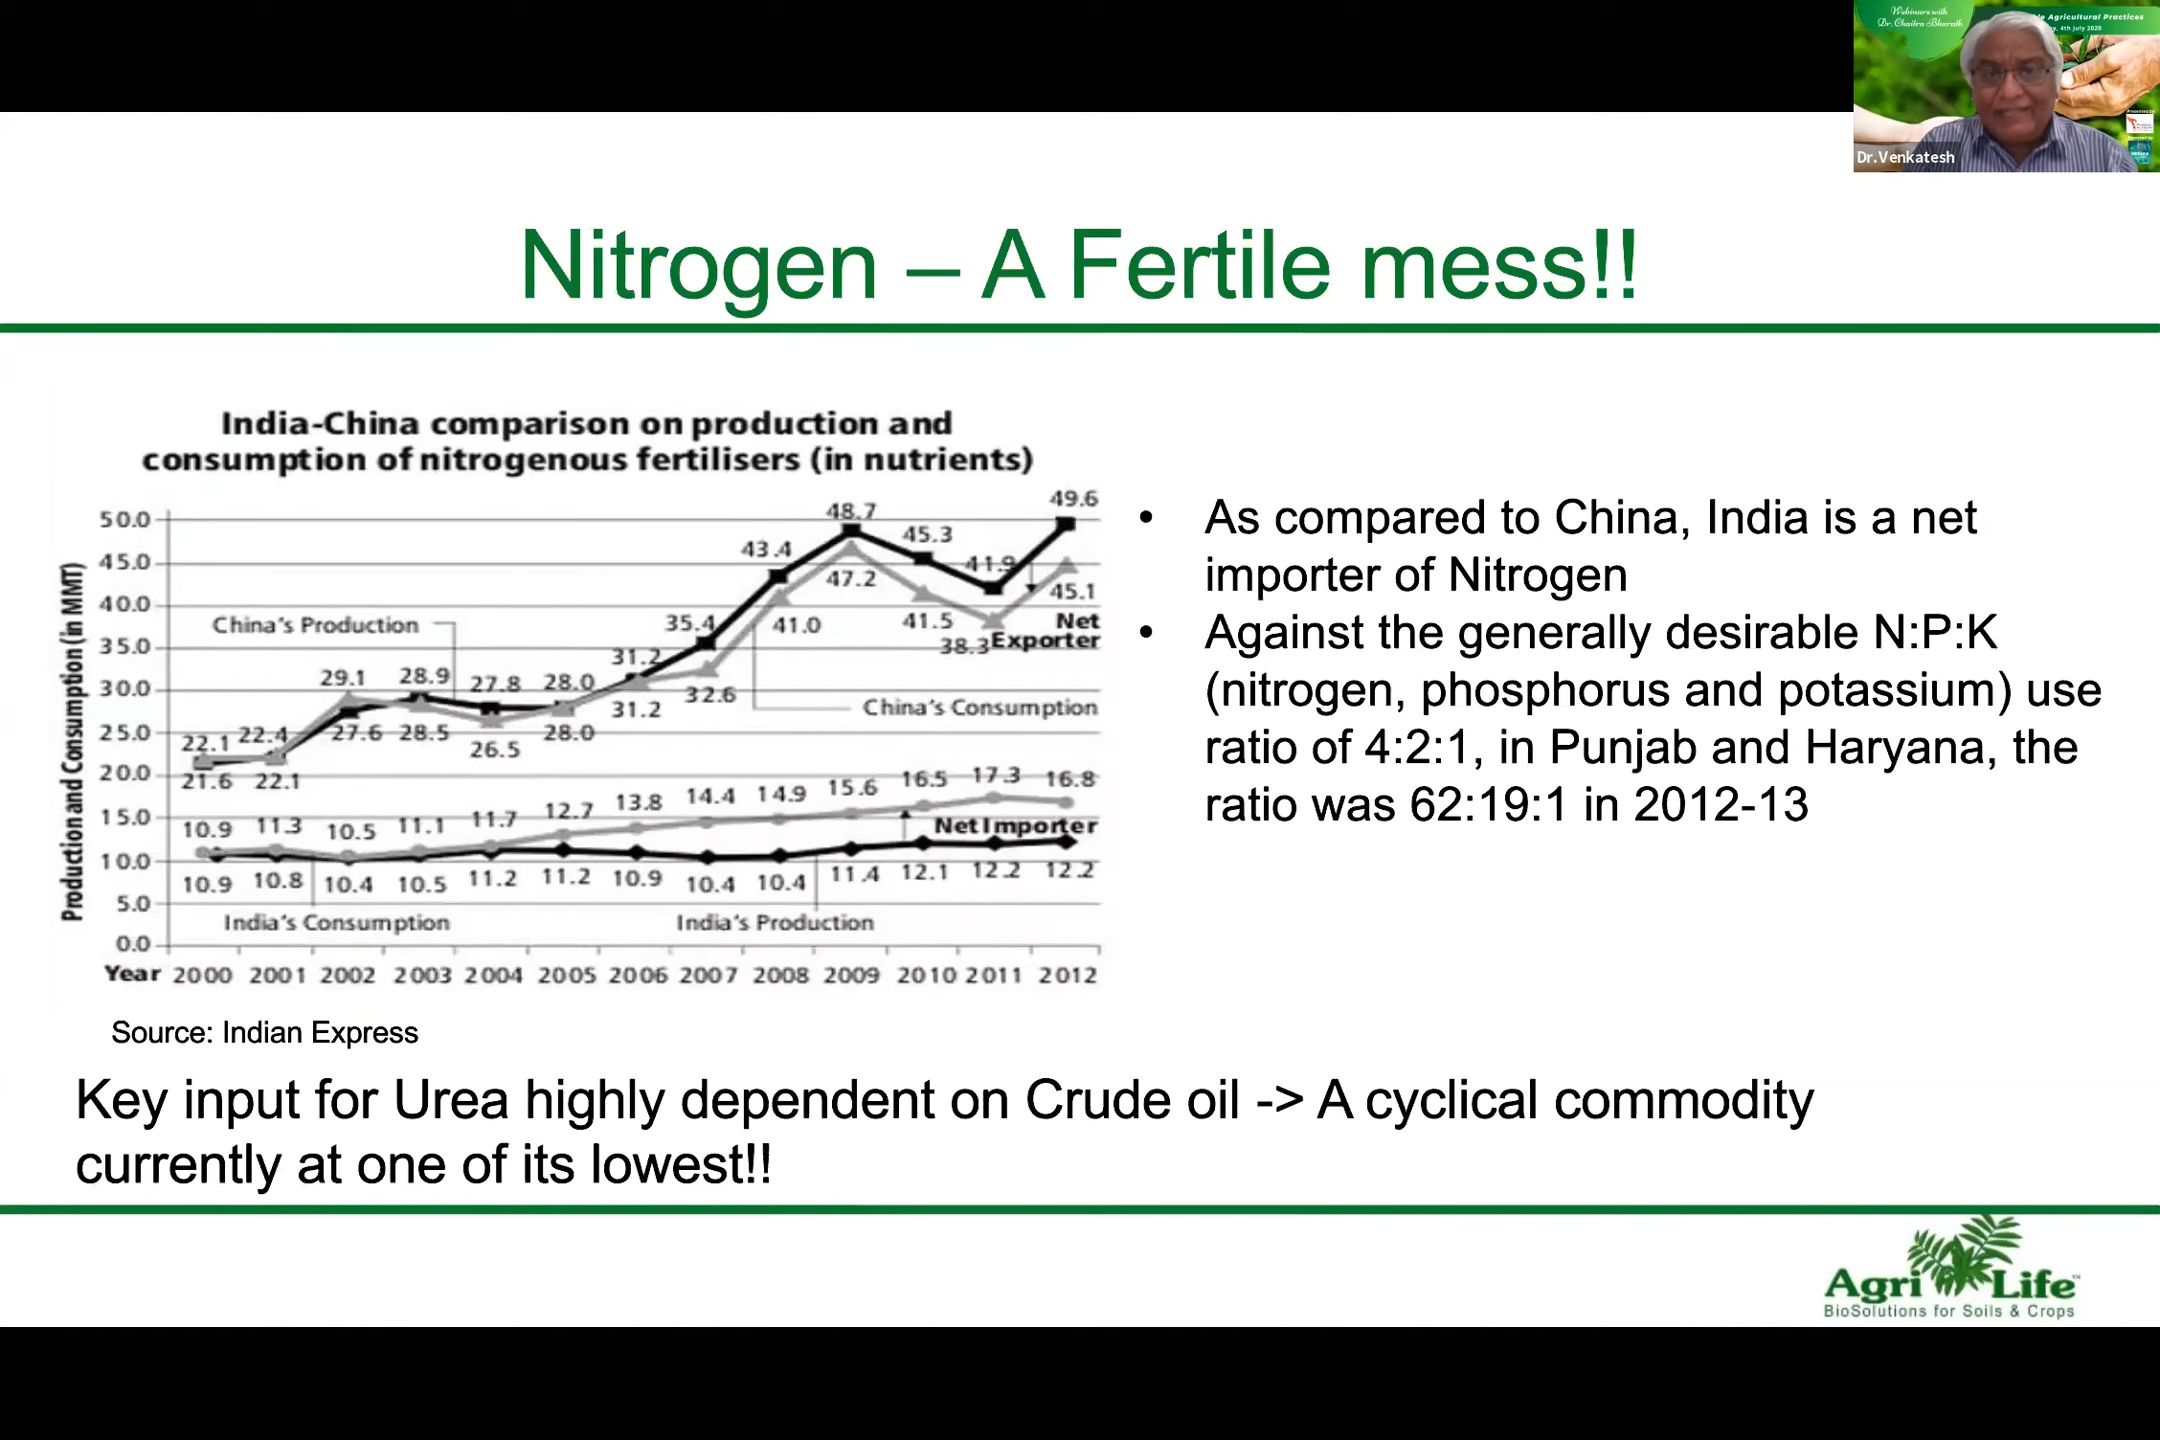 Webinars with
Dr. Chaitra Bharath
Agricultural Practices
4th July 2020
Dr.Venkatesh
Nitrogen – A Fertile mess!!
India-China comparison on production and
consumption of nitrogenous fertilisers (in nutrients)
Production and Consumption (in MMT)
50.0
45.0
40.0
35.0
30.0
25.0
20.0
15.0
10.0
5.0
0.0
China's Production
22.1 22.4 29.1 28.9 27.8 28.0 31.2 35.4 43.4 48.7 45.3 41.9 49.6
21.6 22.1 27.6 28.5 26.5 28.0 31.2 32.6 41.0 47.2 41.5 38.3 45.1
Net
Exporter
China's Consumption
10.9 11.3 10.5 11.1 11.7 12.7 13.8 14.4 14.9 15.6 16.5 17.3 16.8
Net Importer
10.9 10.8 10.4 10.5 11.2 11.2 10.9 10.4 10.4 11.4 12.1 12.2 12.2
India's Consumption
India's Production
Year 2000 2001 2002 2003 2004 2005 2006 2007 2008 2009 2010 2011 2012
Source: Indian Express
• As compared to China, India is a net
importer of Nitrogen
• Against the generally desirable N:P:K
(nitrogen, phosphorus and potassium) use
ratio of 4:2:1, in Punjab and Haryana, the
ratio was 62:19:1 in 2012-13
Key input for Urea highly dependent on Crude oil -> A cyclical commodity
currently at one of its lowest!!
Agri Life™
BioSolutions for Soils & Crops